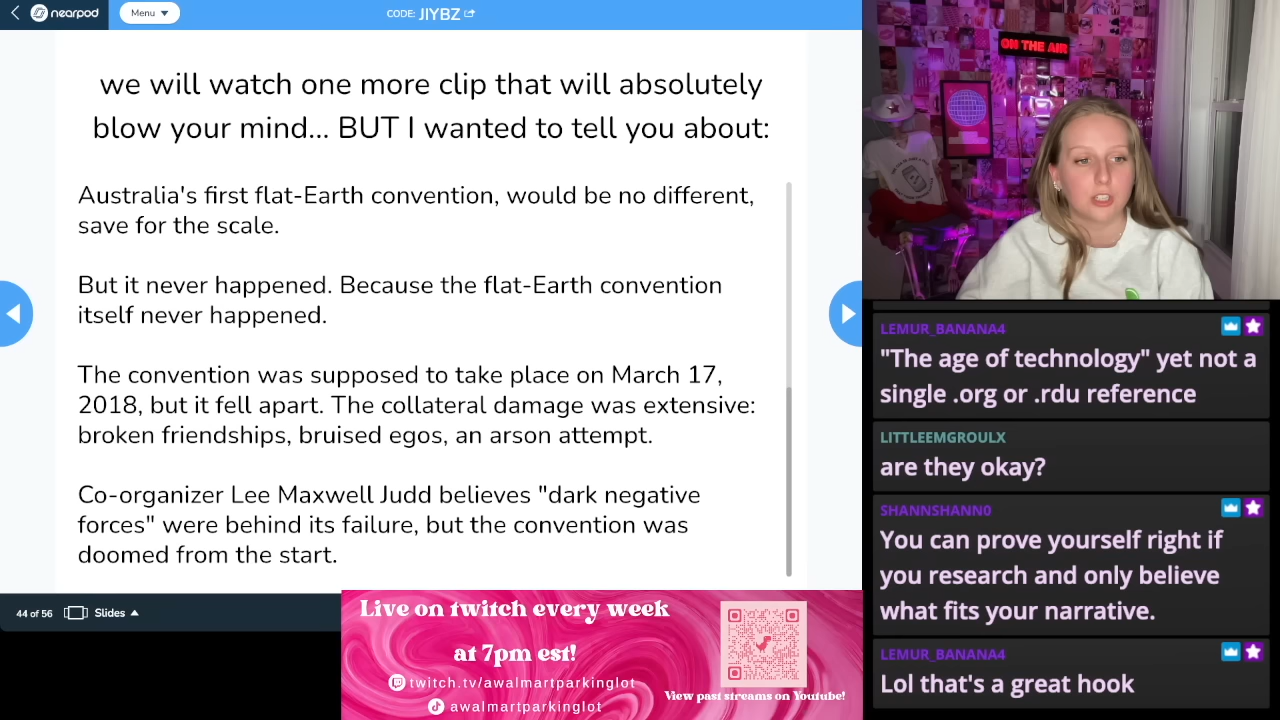 nearpod
Menu
CODE: JIYBZ
ON THE AIR
we will watch one more clip that will absolutely
blow your mind... BUT I wanted to tell you about:
Australia's first flat-Earth convention, would be no different,
save for the scale.
But it never happened. Because the flat-Earth convention
itself never happened.
The convention was supposed to take place on March 17,
2018, but it fell apart. The collateral damage was extensive:
broken friendships, bruised egos, an arson attempt.
Co-organizer Lee Maxwell Judd believes "dark negative
forces" were behind its failure, but the convention was
doomed from the start.
44 of 56
Slides
LEMUR_BANANA4
"The age of technology" yet not a
single .org or .rdu reference
LITTLEEMGROULX
are they okay?
SHANNSHANN0
You can prove yourself right if
you research and only believe
what fits your narrative.
LEMUR_BANANA4
Lol that's a great hook
Live on twitch every week
at 7pm est!
twitch.tv/awalmartparkinglot
awalmartparkinglot
View past streams on Youtube!